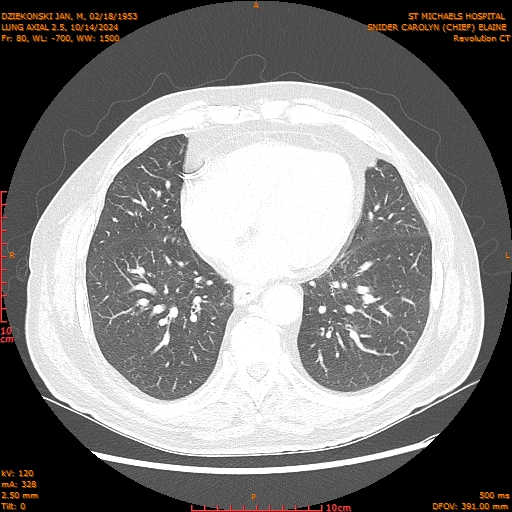 A
DZIEKONSKI JAN, M, 02/18/1953
LUNG AXIAL 2.5, 10/14/2024
Fr: 80, WL: -700, WW: 1500
ST MICHAELS HOSPITAL
SNIDER CAROLYN (CHIEF) ELAINE
Revolution CT
R
L
10
cm
kV: 120
mA: 328
2.50 mm
Tilt: 0
P
10cm
500 ms
DFOV: 391.00 mm